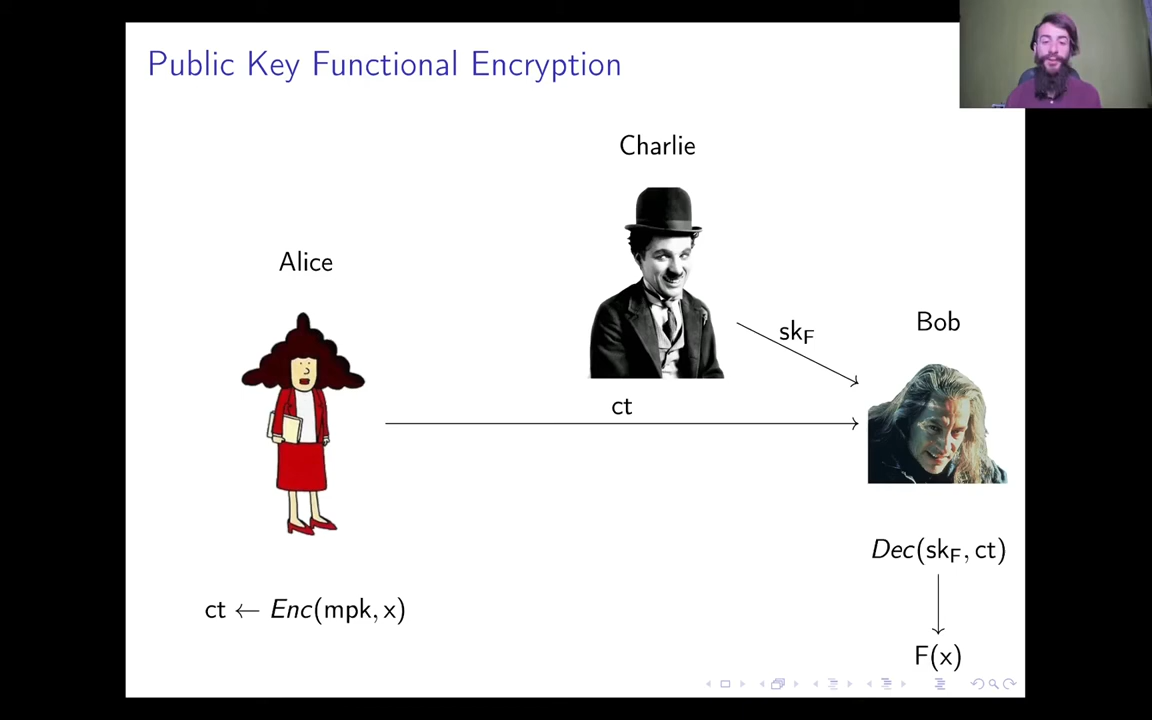 Public Key Functional Encryption
Charlie
Alice
Bob
sk_F
ct
Dec(sk_F, ct)
ct ← Enc(mpk, x)
F(x)